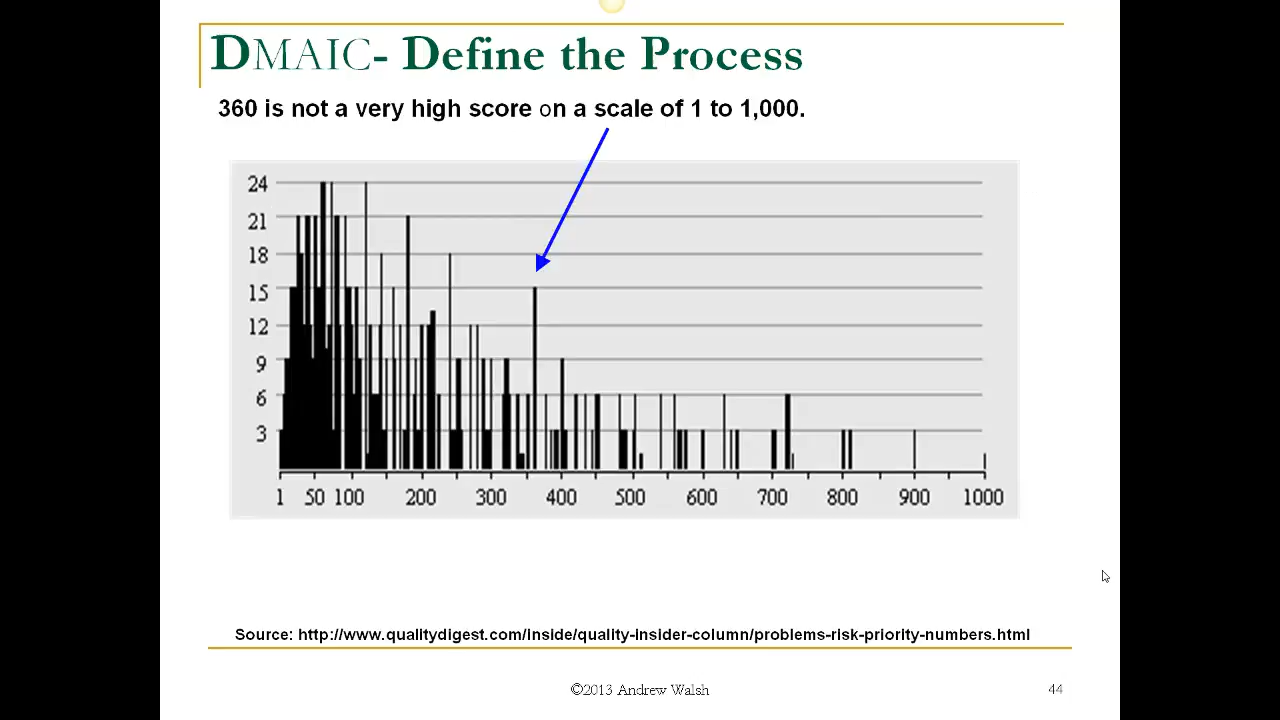 DMAIC- Define the Process
360 is not a very high score on a scale of 1 to 1,000.
24
21
18
15
12
9
6
3
1 50 100 200 300 400 500 600 700 800 900 1000
Source: http://www.qualitydigest.com/inside/quality-insider-column/problems-risk-priority-numbers.html
©2013 Andrew Walsh 44